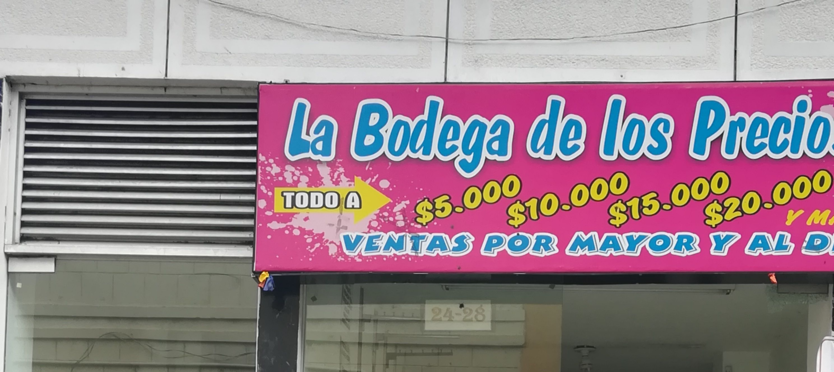 La Bodega de los Precios
TODO A $5.000 $10.000 $15.000 $20.000
Y
VENTAS POR MAYOR Y AL
24-28